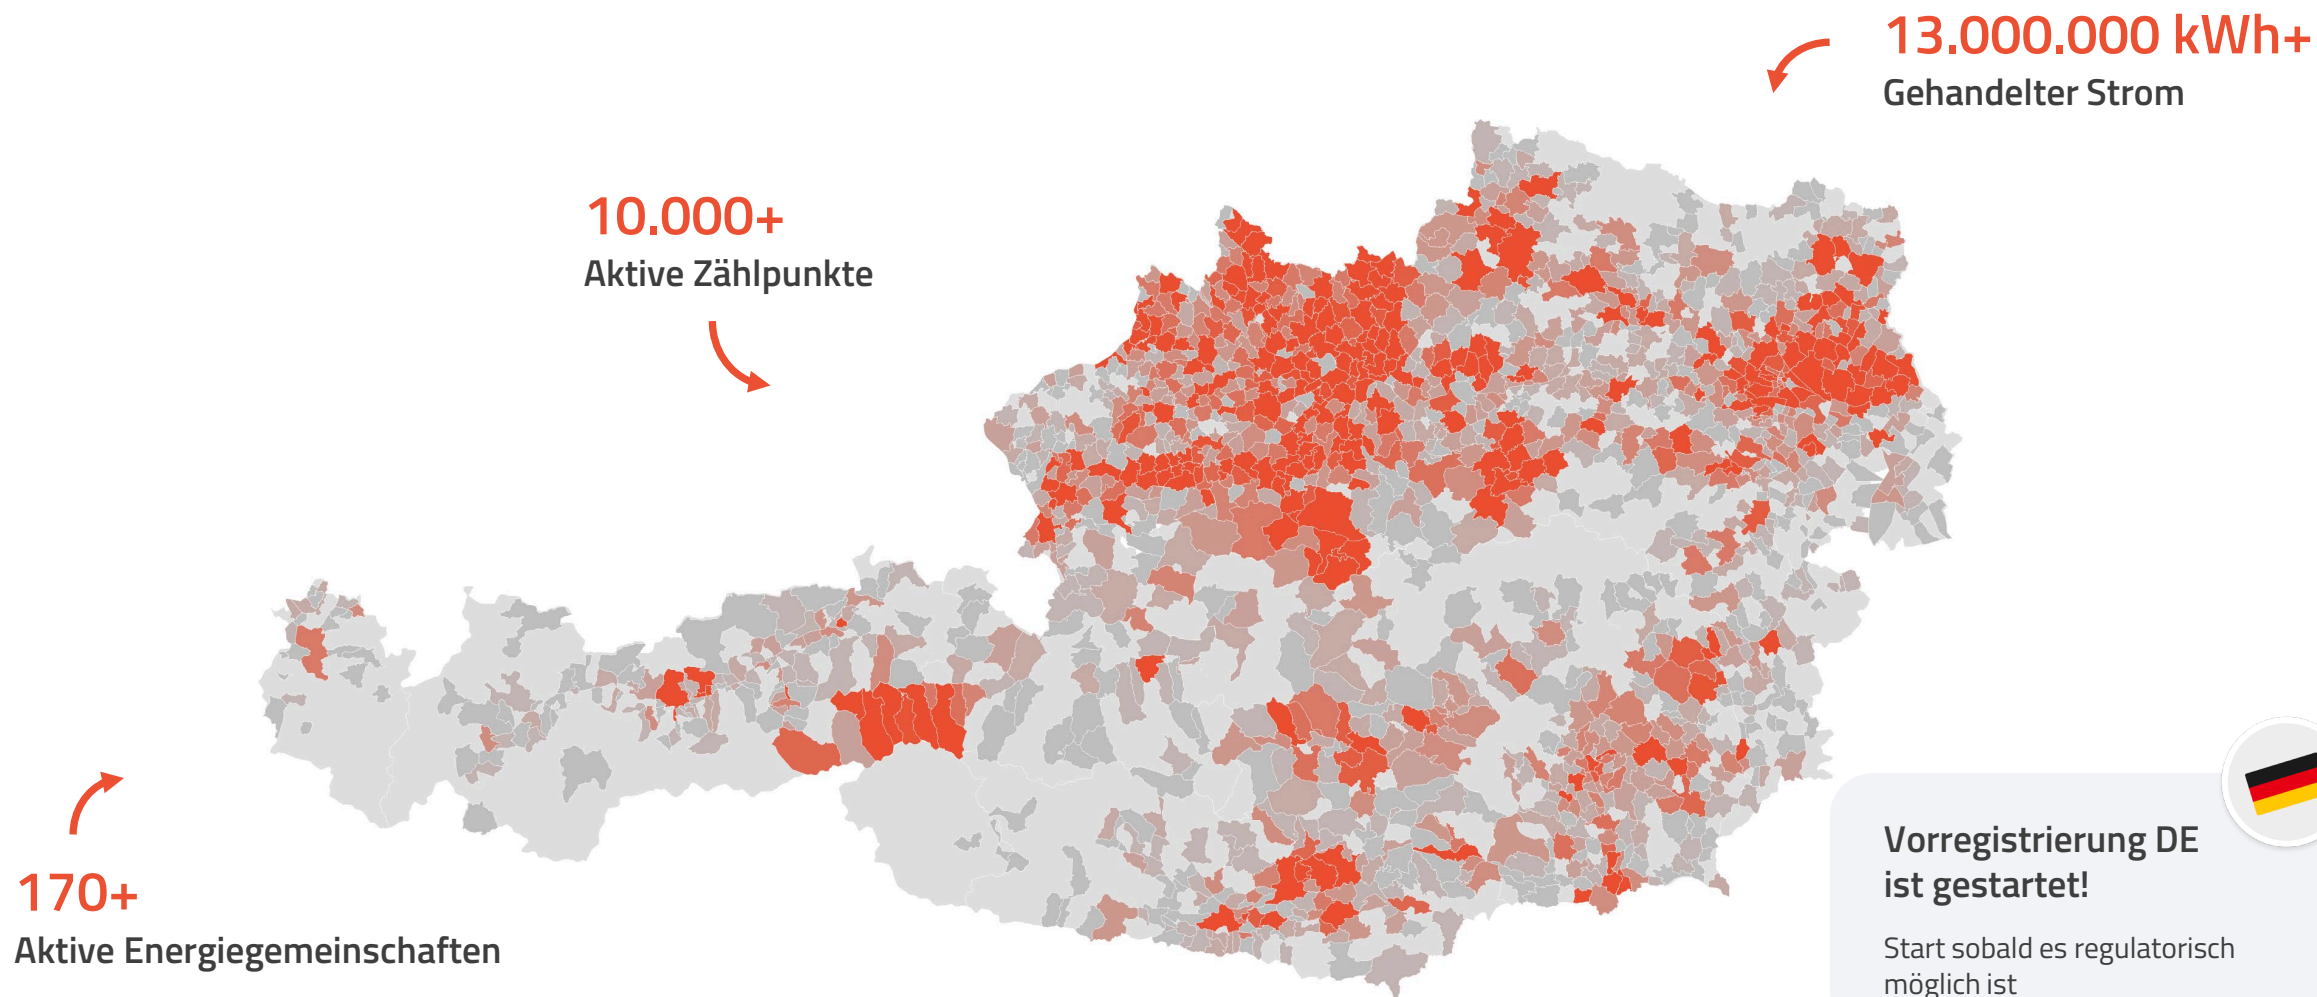 13.000.000 kWh+
Gehandelter Strom
10.000+
Aktive Zählpunkte
170+
Aktive Energiegemeinschaften
Vorregistrierung DE
ist gestartet!
Start sobald es regulatorisch
möglich ist